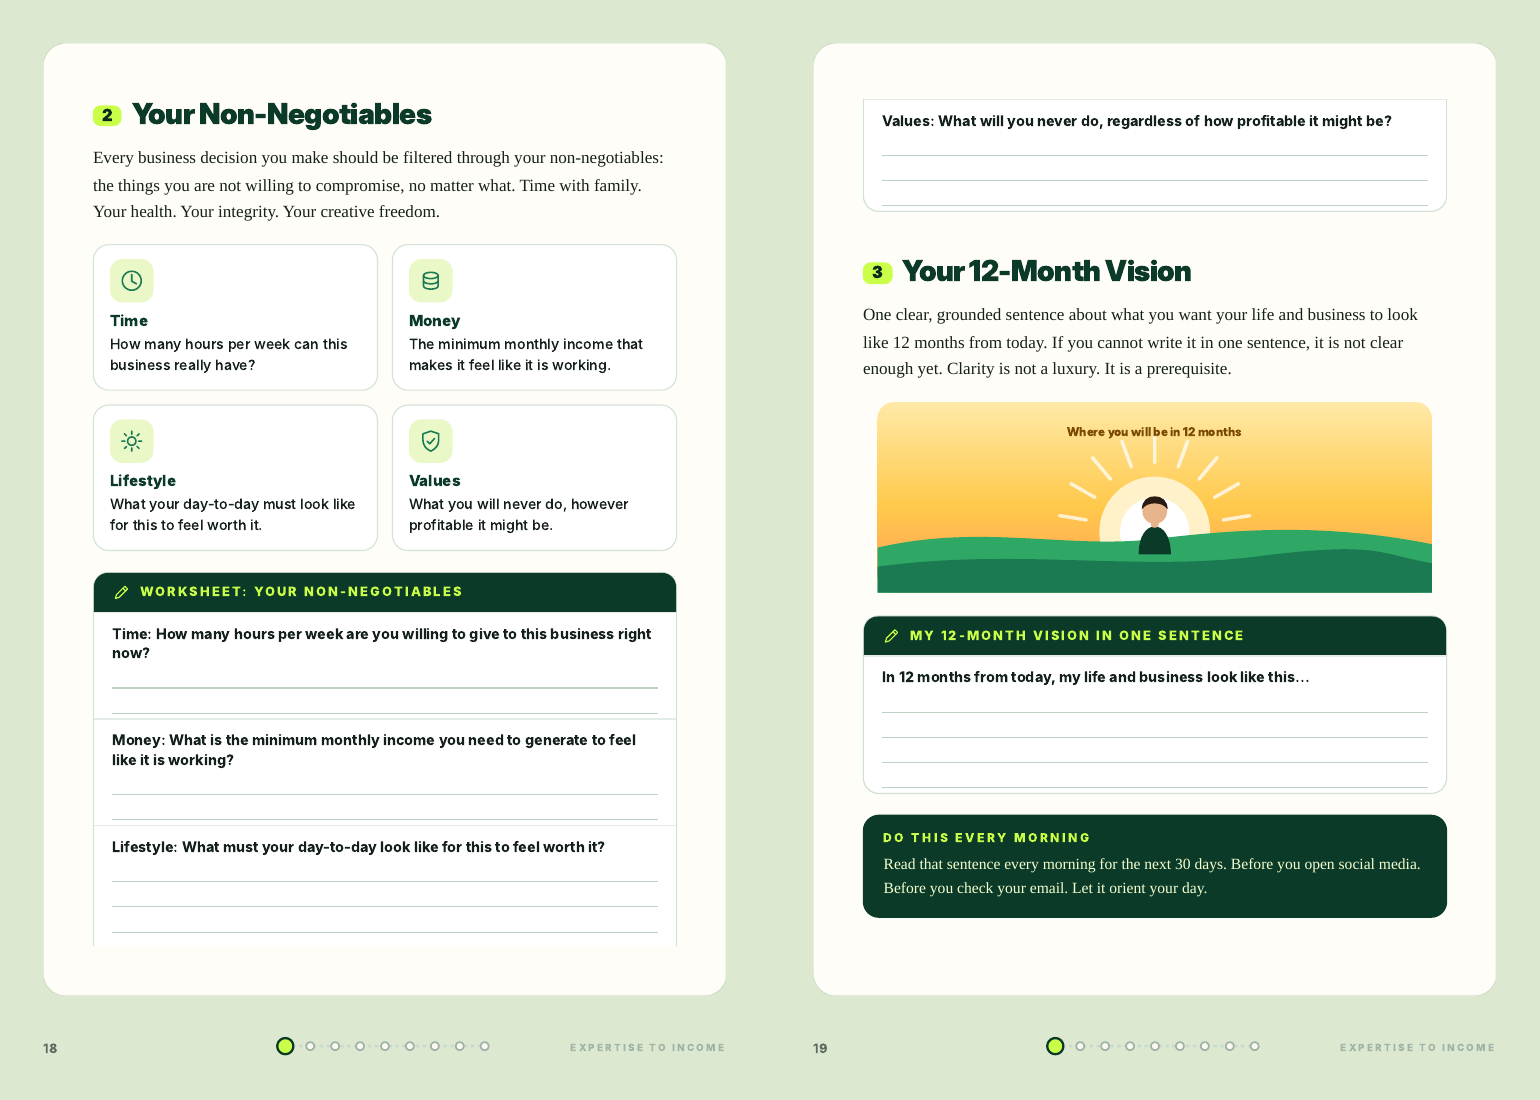 2 Your Non-Negotiables
Every business decision you make should be filtered through your non-negotiables:
the things you are not willing to compromise, no matter what. Time with family.
Your health. Your integrity. Your creative freedom.
Time
How many hours per week can this
business really have?
Money
The minimum monthly income that
makes it feel like it is working.
Lifestyle
What your day-to-day must look like
for this to feel worth it.
Values
What you will never do, however
profitable it might be.
WORKSHEET: YOUR NON-NEGOTIABLES
Time: How many hours per week are you willing to give to this business right
now?
Money: What is the minimum monthly income you need to generate to feel
like it is working?
Lifestyle: What must your day-to-day look like for this to feel worth it?
18
EXPERTISE TO INCOME
Values: What will you never do, regardless of how profitable it might be?
3 Your 12-Month Vision
One clear, grounded sentence about what you want your life and business to look
like 12 months from today. If you cannot write it in one sentence, it is not clear
enough yet. Clarity is not a luxury. It is a prerequisite.
Where you will be in 12 months
MY 12-MONTH VISION IN ONE SENTENCE
In 12 months from today, my life and business look like this...
DO THIS EVERY MORNING
Read that sentence every morning for the next 30 days. Before you open social media.
Before you check your email. Let it orient your day.
19
EXPERTISE TO INCOME